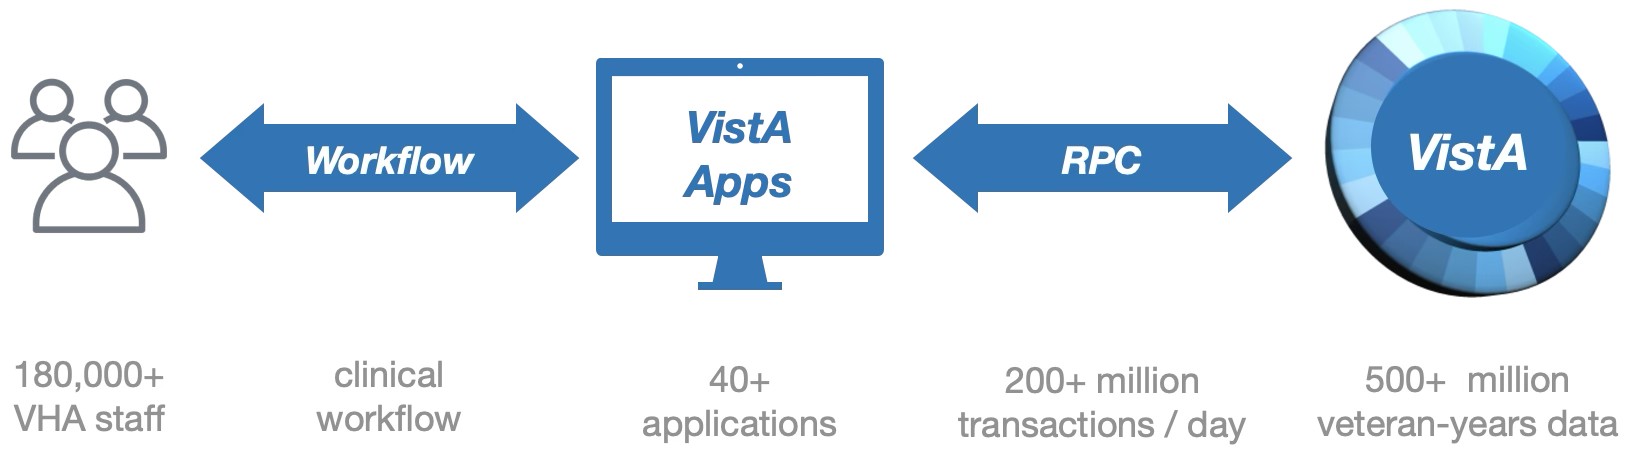 Workflow
VistA
Apps
RPC
VistA
180,000+
VHA staff
clinical
workflow
40+
applications
200+ million
transactions / day
500+ million
veteran-years data